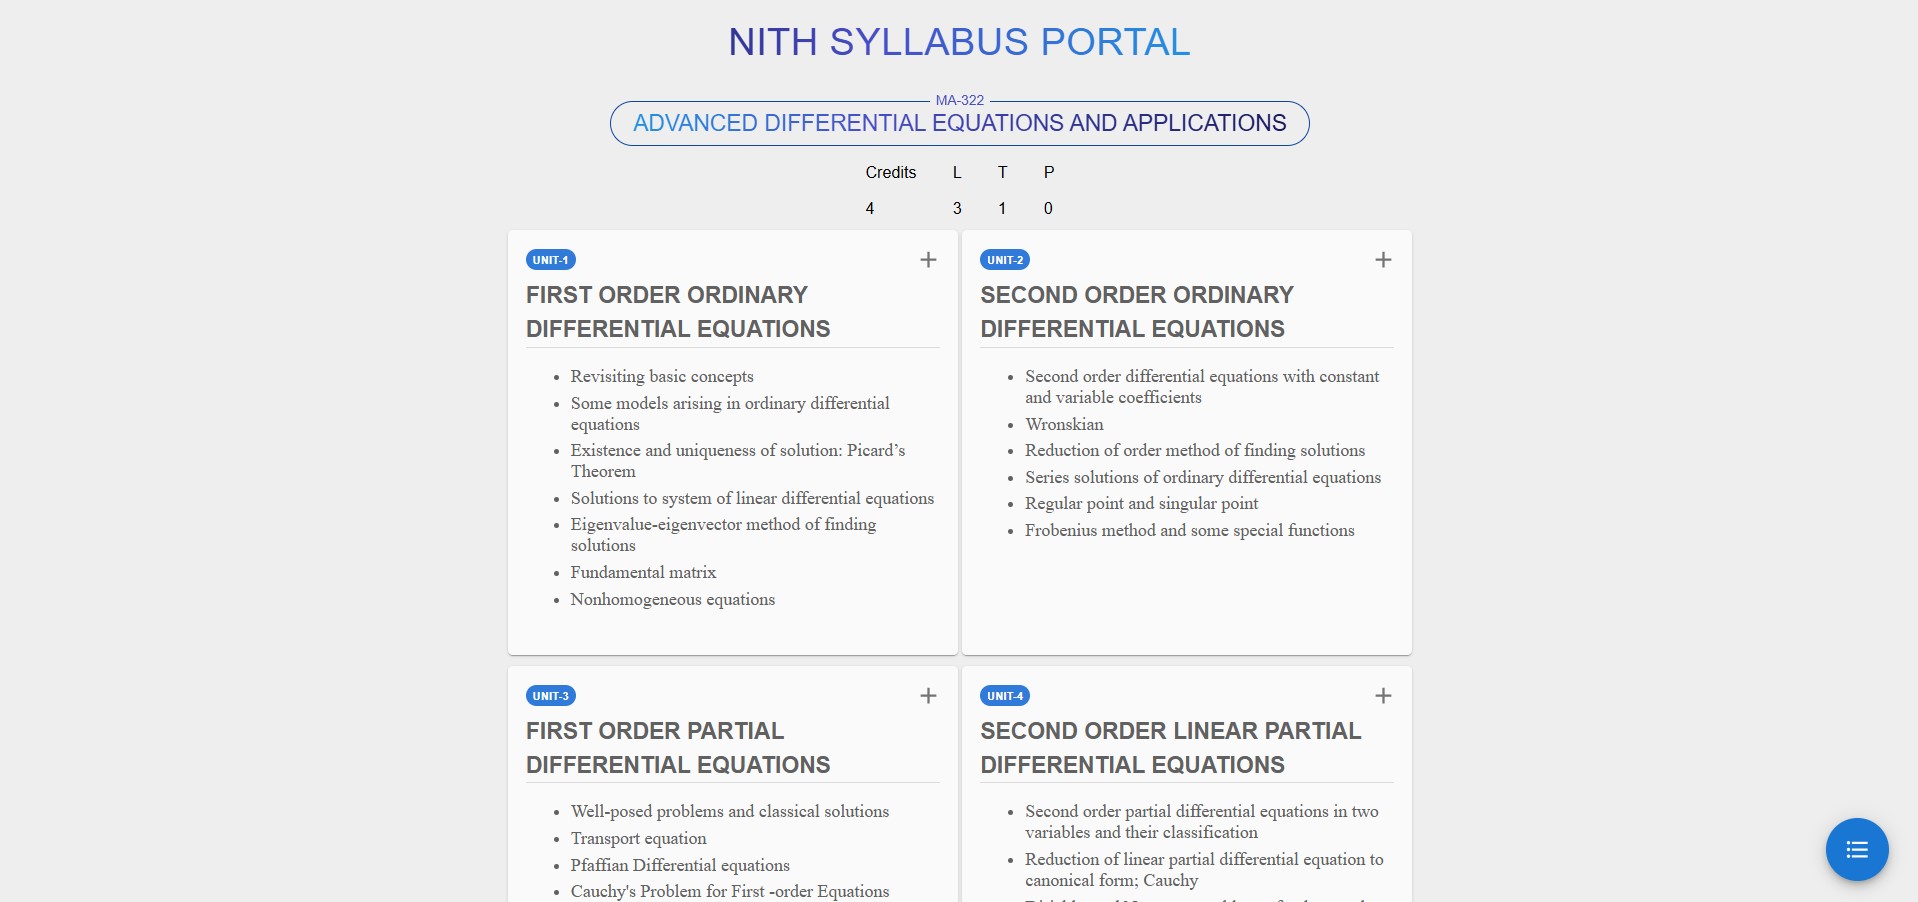 NITH SYLLABUS PORTAL
MA-322
ADVANCED DIFFERENTIAL EQUATIONS AND APPLICATIONS
Credits L T P
4 3 1 0
UNIT-1
FIRST ORDER ORDINARY
DIFFERENTIAL EQUATIONS
Revisiting basic concepts
Some models arising in ordinary differential
equations
Existence and uniqueness of solution: Picard’s
Theorem
Solutions to system of linear differential equations
Eigenvalue-eigenvector method of finding
solutions
Fundamental matrix
Nonhomogeneous equations
UNIT-2
SECOND ORDER ORDINARY
DIFFERENTIAL EQUATIONS
Second order differential equations with constant
and variable coefficients
Wronskian
Reduction of order method of finding solutions
Series solutions of ordinary differential equations
Regular point and singular point
Frobenius method and some special functions
UNIT-3
FIRST ORDER PARTIAL
DIFFERENTIAL EQUATIONS
Well-posed problems and classical solutions
Transport equation
Pfaffian Differential equations
Cauchy's Problem for First -order Equations
UNIT-4
SECOND ORDER LINEAR PARTIAL
DIFFERENTIAL EQUATIONS
Second order partial differential equations in two
variables and their classification
Reduction of linear partial differential equation to
canonical form; Cauchy